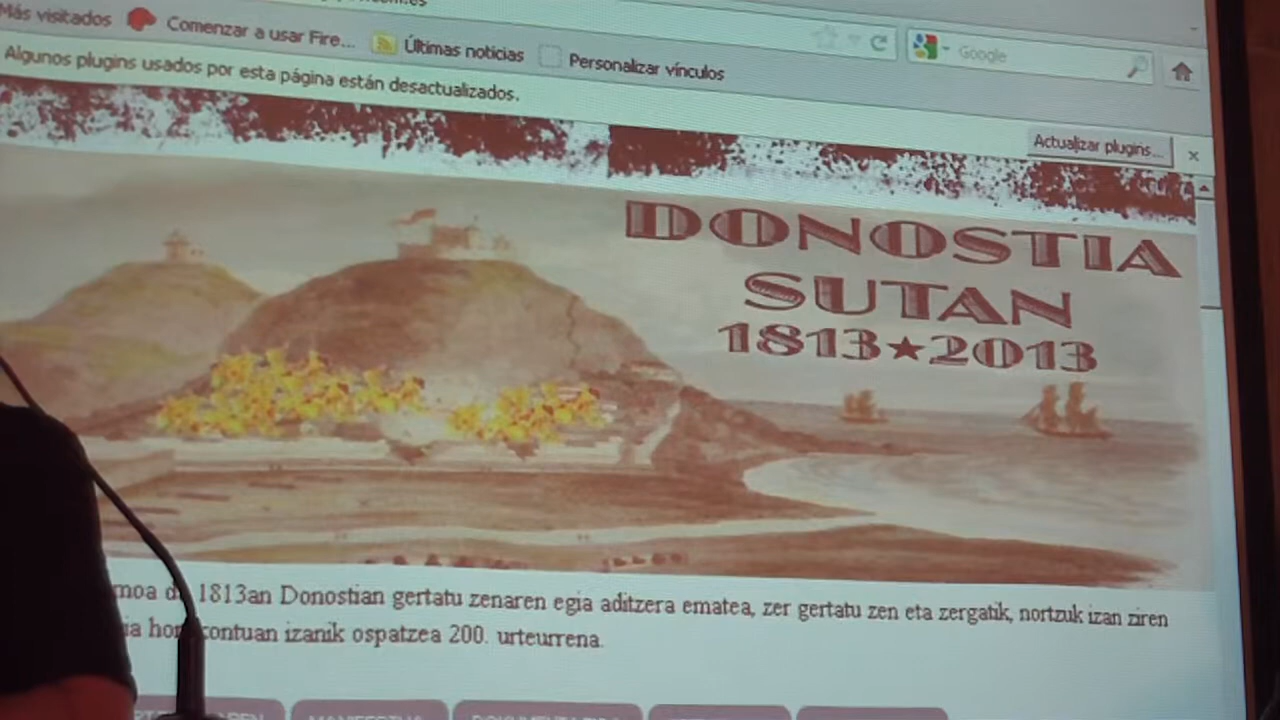 Más visitados Comenzar a usar Fire... Últimas noticias Personalizar vínculos Google
Algunos plugins usados por esta página están desactualizados. Actualizar plugins...
DONOSTIA
SUTAN
1813★2013
1813an Donostian gertatu zenaren egia aditzera ematea, zer gertatu zen eta zergatik, nortzuk izan ziren
kontuan izanik ospatzea 200. urteurrena.